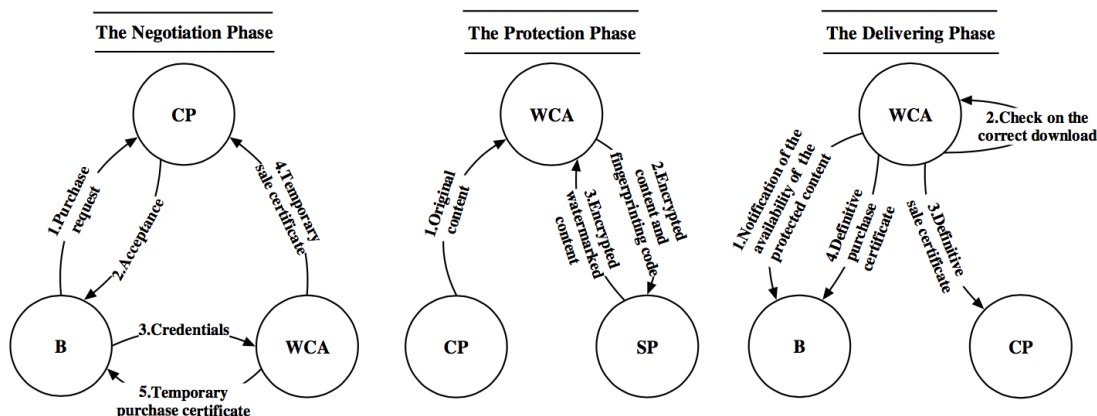 The Negotiation Phase
CP
1.Purchase
request
2.Acceptance
4.Temporary
sale certificate
B
3.Credentials
WCA
5.Temporary
purchase certificate
The Protection Phase
WCA
1.Original
content
2.Encrypted
content and
fingerprinting code
3.Encrypted
watermarked
content
CP
SP
The Delivering Phase
WCA
2.Check on the
correct download
1.Notification of the
availability of the
protected content
4.Definitive
purchase
certificate
3.Definitive
sale certificate
B
CP